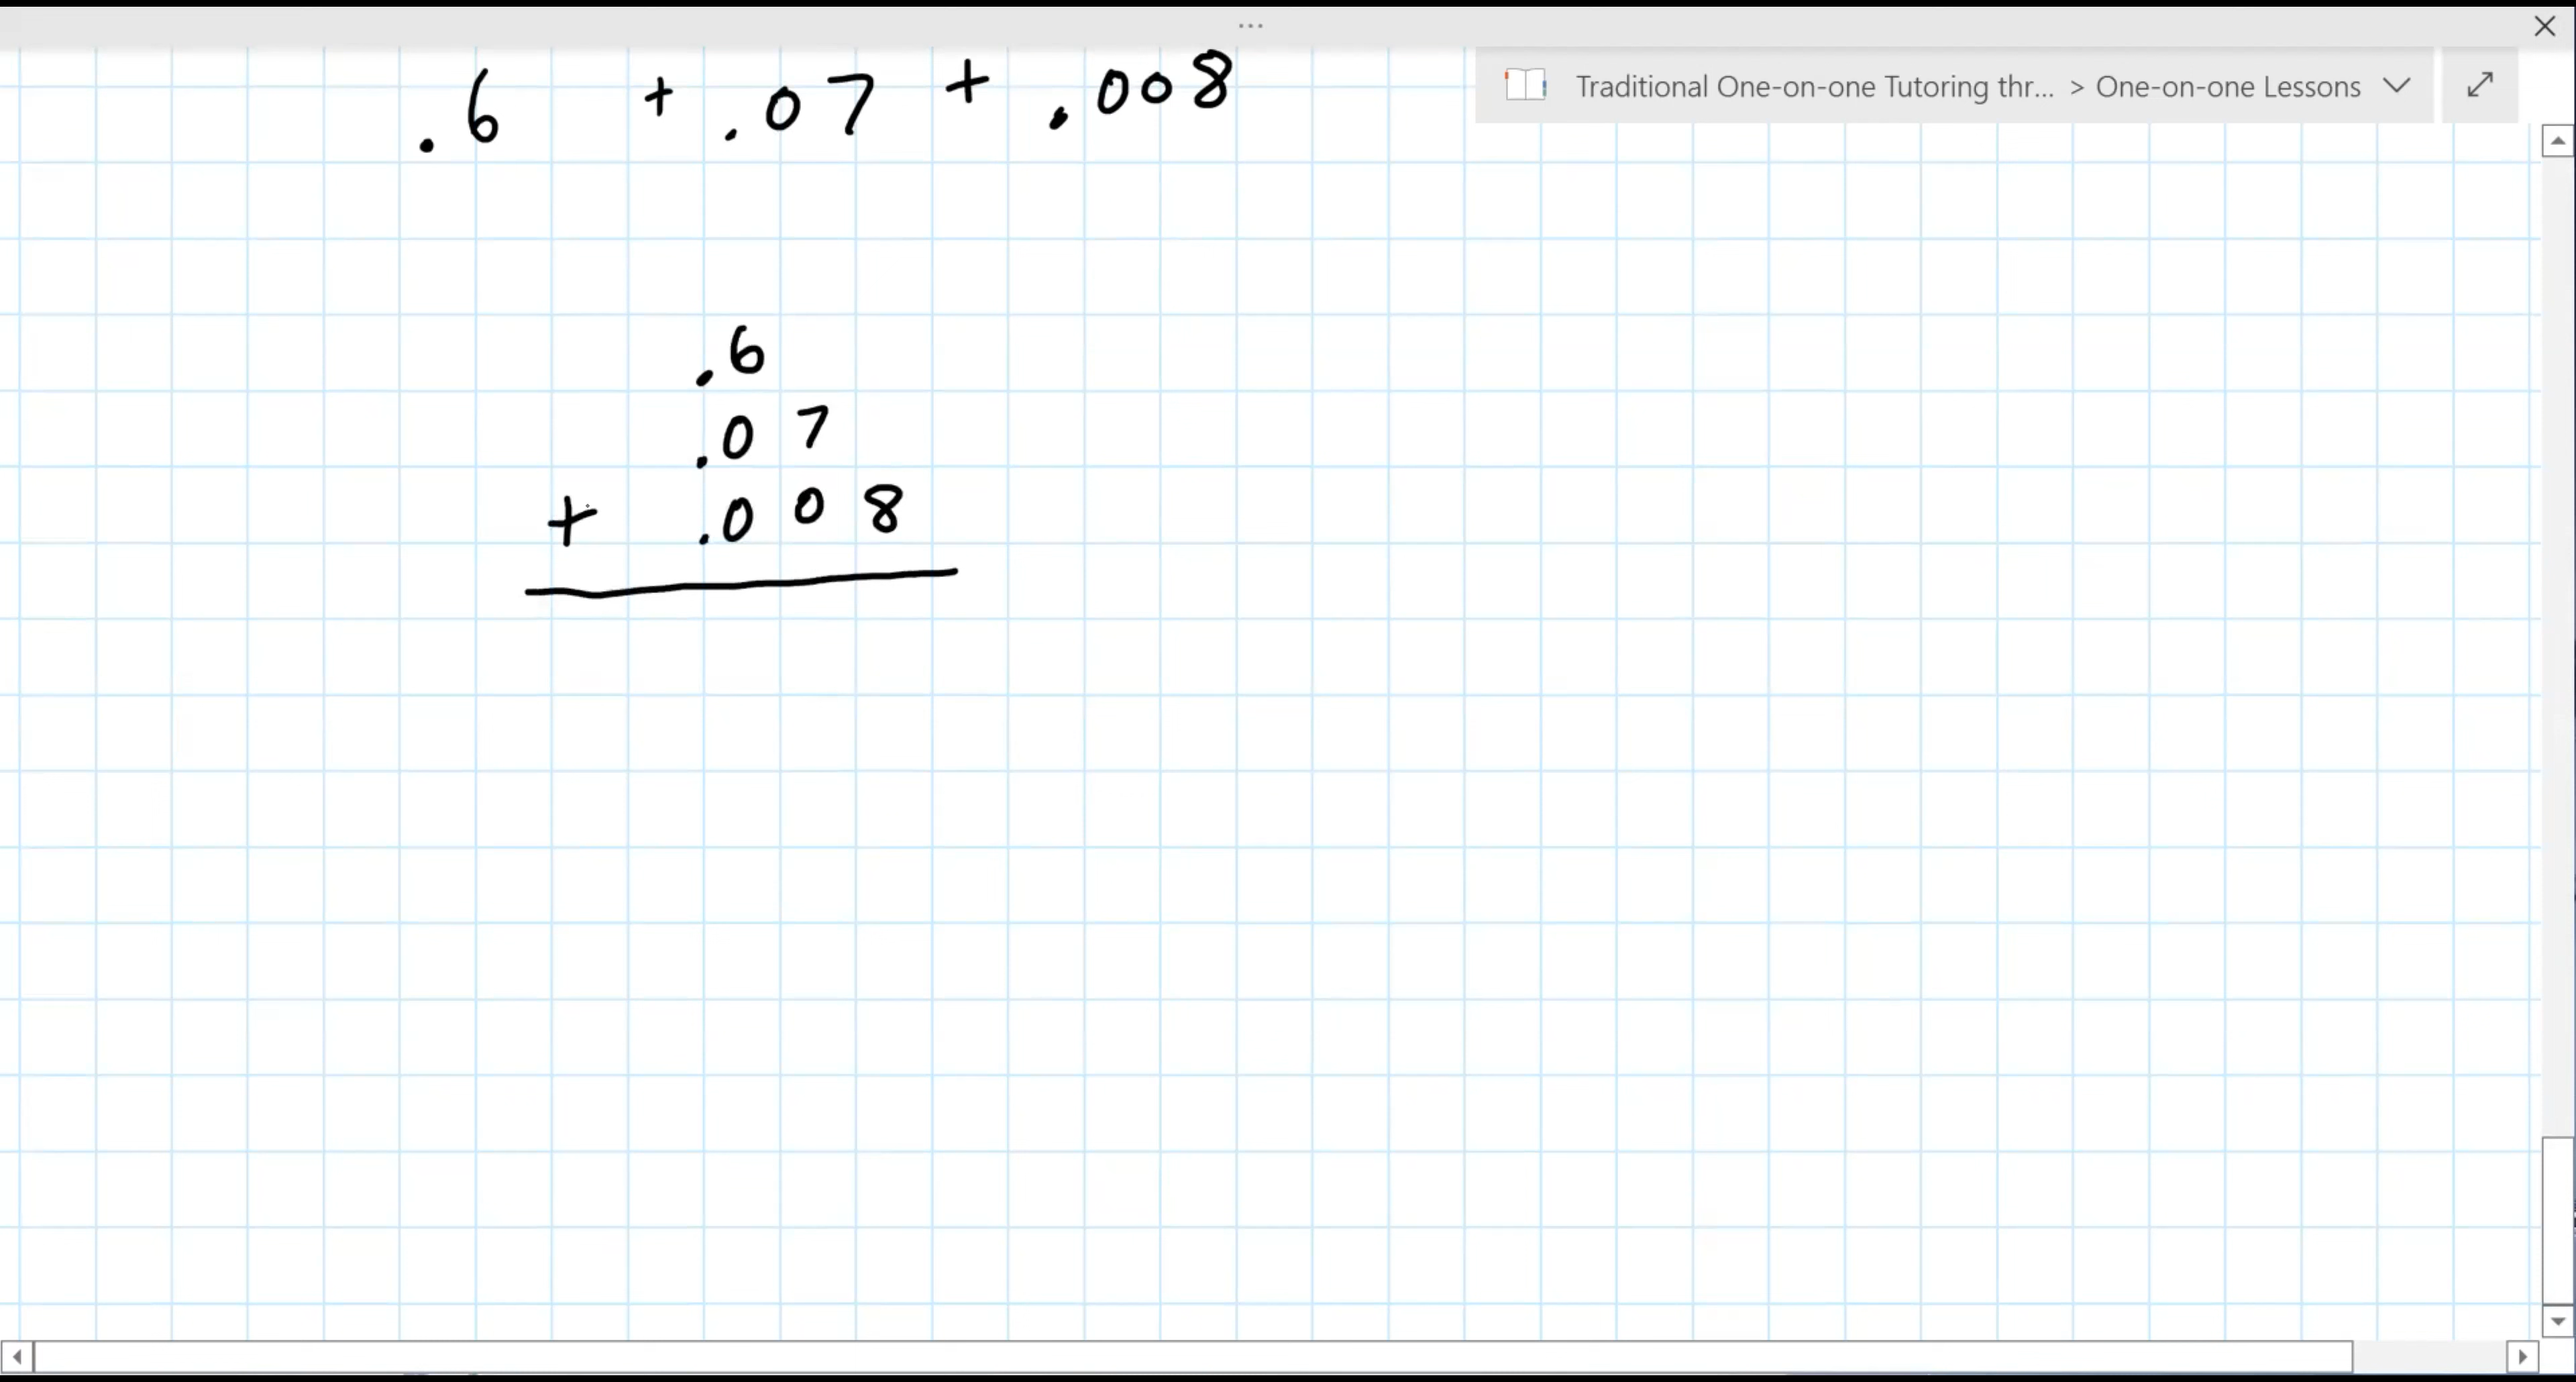 .6 + .07 + .008
Traditional One-on-one Tutoring thr... > One-on-one Lessons
.6
.07
+ .008